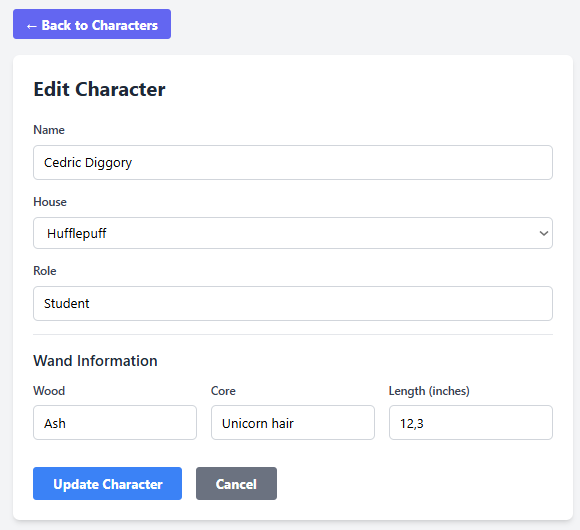 ← Back to Characters
Edit Character
Name
Cedric Diggory
House
Hufflepuff
Role
Student
Wand Information
Wood Core Length (inches)
Ash Unicorn hair 12,3
Update Character Cancel